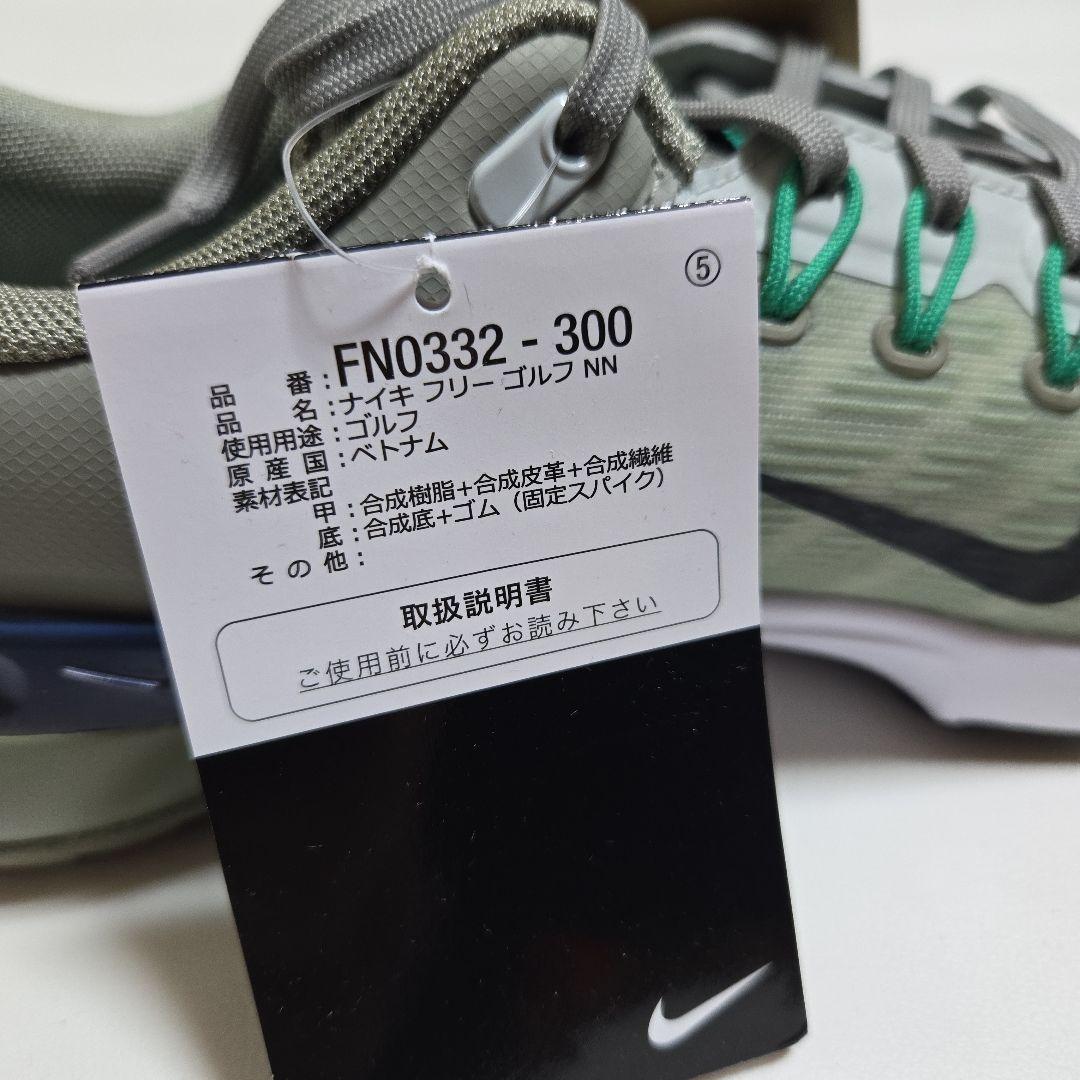 ⑤
品番：FN0332 - 300
品名：ナイキ フリー ゴルフ NN
使用用途：ゴルフ
原産国：ベトナム
素材表記
甲：合成樹脂+合成皮革+合成繊維
底：合成底+ゴム（固定スパイク）
その他：
取扱説明書
ご使用前に必ずお読み下さい